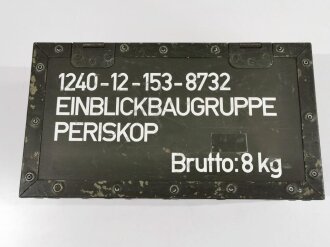 1240-12-153-8732
EINBLICKBAUGRUPPE
PERISKOP
Brutto: 8 kg